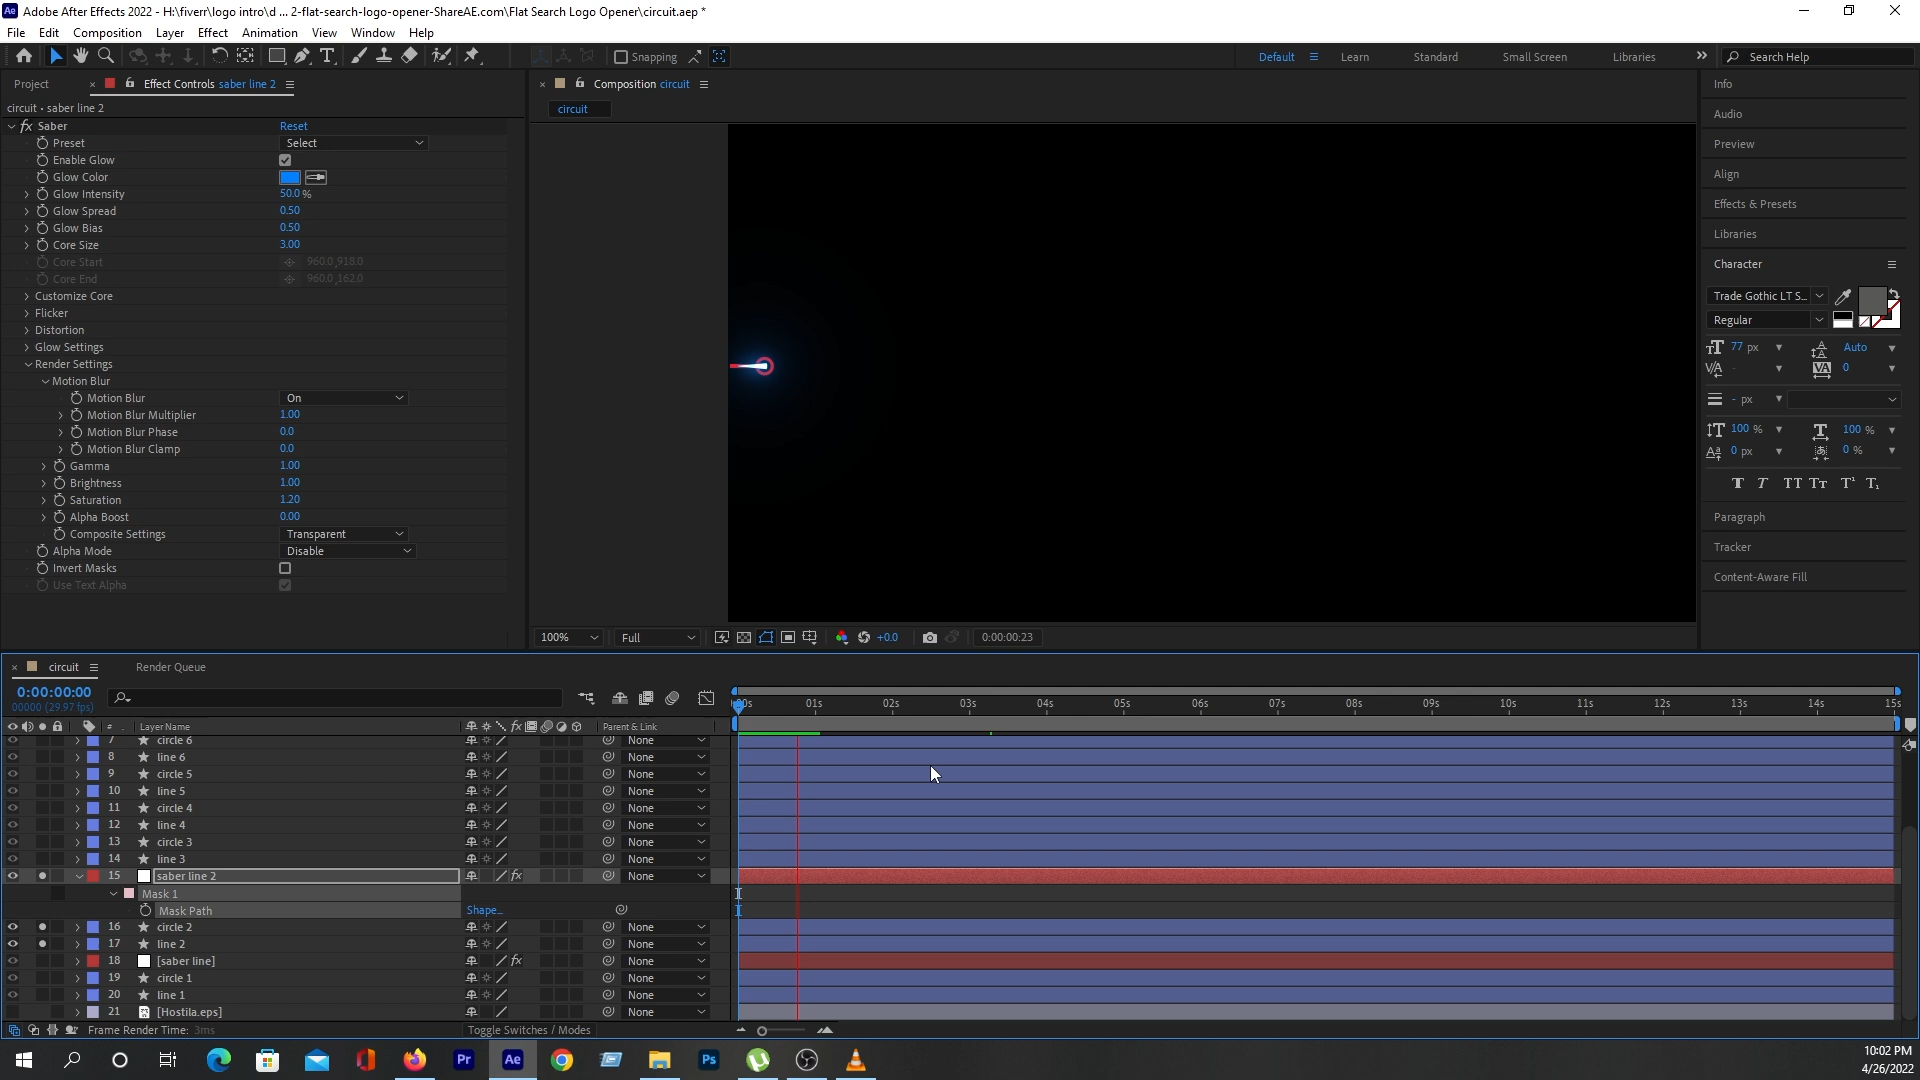 Ae Adobe After Effects 2022 - H:\fiverr\logo intro\d ... 2-flat-search-logo-opener-ShareAE.com\Flat Search Logo Opener\circuit.aep *
File Edit Composition Layer Effect Animation View Window Help
Snapping Default Learn Standard Small Screen Libraries Search Help
Project Effect Controls saber line 2
Composition circuit
circuit • saber line 2
circuit
fx Saber Reset
Preset Select
Enable Glow
Glow Color
Glow Intensity 50.0 %
Glow Spread 0.50
Glow Bias 0.50
Core Size 3.00
Core Start 960.0,918.0
Core End 960.0,162.0
Customize Core
Flicker
Distortion
Glow Settings
Render Settings
Motion Blur
Motion Blur On
Motion Blur Multiplier 1.00
Motion Blur Phase 0.0
Motion Blur Clamp 0.0
Gamma 1.00
Brightness 1.00
Saturation 1.20
Alpha Boost 0.00
Composite Settings Transparent
Alpha Mode Disable
Invert Masks
Use Text Alpha
100% Full +0.0 0:00:00:23
Info
Audio
Preview
Align
Effects & Presets
Libraries
Character
Trade Gothic LT S...
Regular
77 px Auto
- 0
- px
100 % 100 %
0 px 0 %
T T TT Tт T¹ T₁
Paragraph
Tracker
Content-Aware Fill
circuit Render Queue
0:00:00:00
00000 (29.97 fps)
00s 01s 02s 03s 04s 05s 06s 07s 08s 09s 10s 11s 12s 13s 14s 15s
# Layer Name fx Parent & Link
7 circle 6 None
8 line 6 None
9 circle 5 None
10 line 5 None
11 circle 4 None
12 line 4 None
13 circle 3 None
14 line 3 None
15 saber line 2 fx None
Mask 1
Mask Path Shape...
16 circle 2 None
17 line 2 None
18 [saber line] fx None
19 circle 1 None
20 line 1 None
21 [Hostila.eps] None
Frame Render Time: 3ms Toggle Switches / Modes
Pr Ae Ps
10:02 PM
4/26/2022